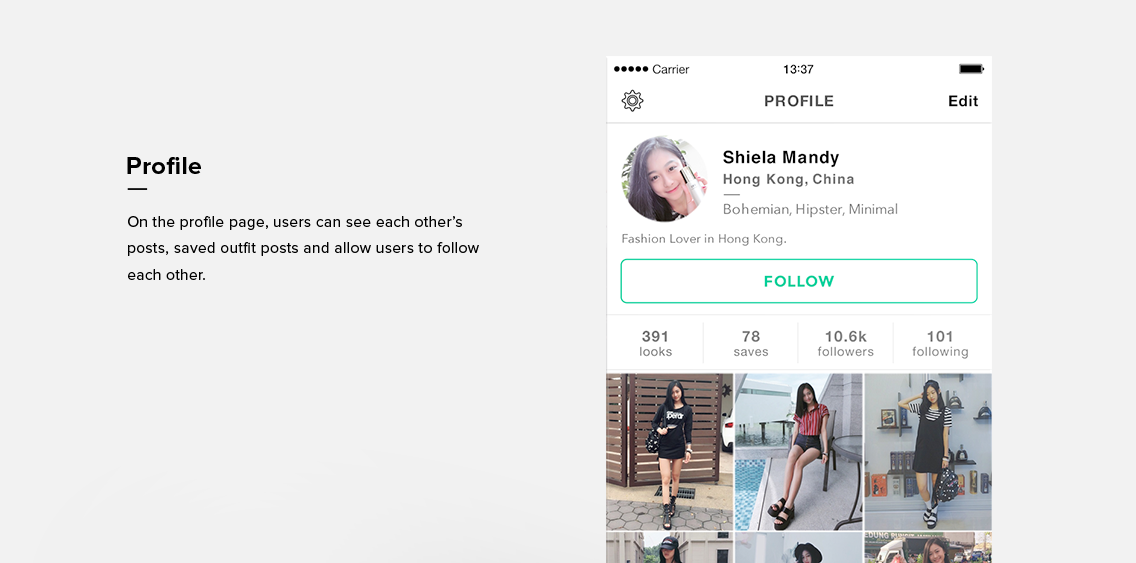 Profile
On the profile page, users can see each other’s
posts, saved outfit posts and allow users to follow
each other.
Carrier
13:37
PROFILE
Edit
Shiela Mandy
Hong Kong, China
Bohemian, Hipster, Minimal
Fashion Lover in Hong Kong.
FOLLOW
391
looks
78
saves
10.6k
followers
101
following